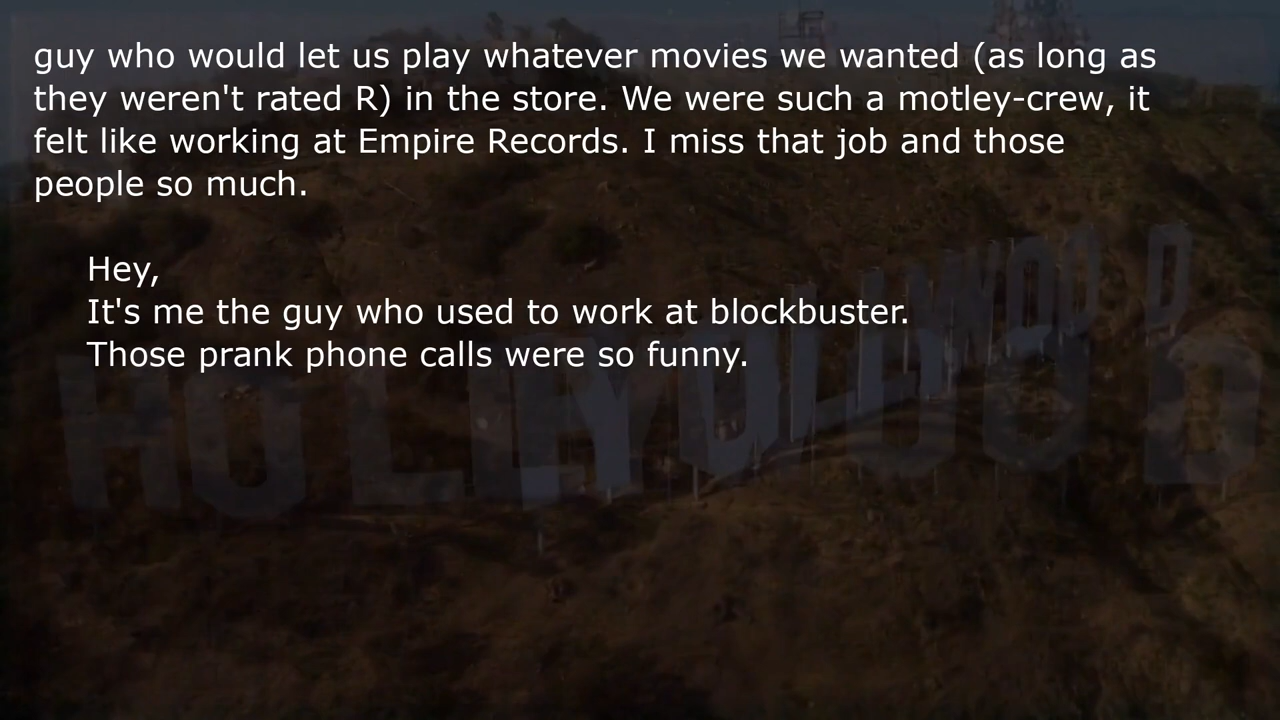 guy who would let us play whatever movies we wanted (as long as
they weren't rated R) in the store. We were such a motley-crew, it
felt like working at Empire Records. I miss that job and those
people so much.
Hey,
It's me the guy who used to work at blockbuster.
Those prank phone calls were so funny.
HOLLYWOOD
HOLLYWOOD